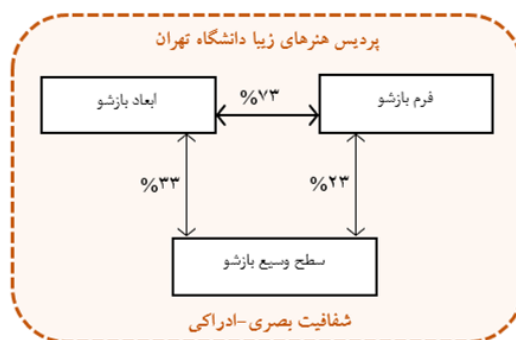 پردیس هنرهای زیبا دانشگاه تهران
فرم بازشو
%۷۳
ابعاد بازشو
%۲۳
%۳۳
سطح وسیع بازشو
شفافیت بصری-ادراکی